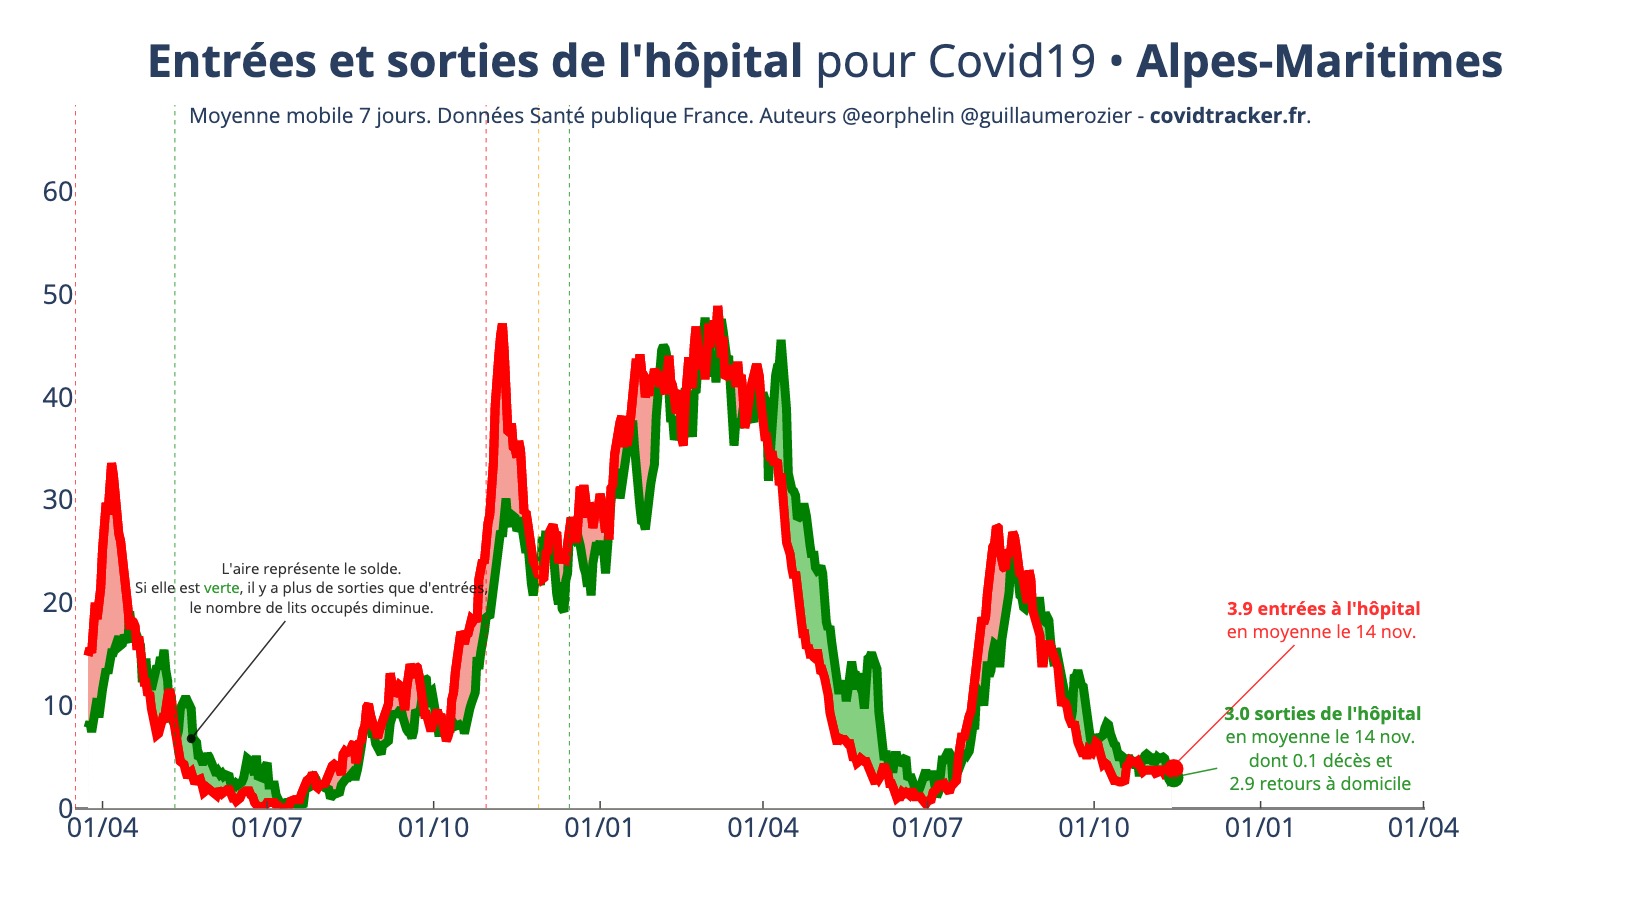 Entrées et sorties de l'hôpital pour Covid19 • Alpes-Maritimes
Moyenne mobile 7 jours. Données Santé publique France. Auteurs @eorphelin @guillaumerozier - covidtracker.fr.
60
50
40
30
20
10
0
L'aire représente le solde.
Si elle est verte, il y a plus de sorties que d'entrées,
le nombre de lits occupés diminue.
3.9 entrées à l'hôpital
en moyenne le 14 nov.
3.0 sorties de l'hôpital
en moyenne le 14 nov.
dont 0.1 décès et
2.9 retours à domicile
01/04 01/07 01/10 01/01 01/04 01/07 01/10 01/01 01/04